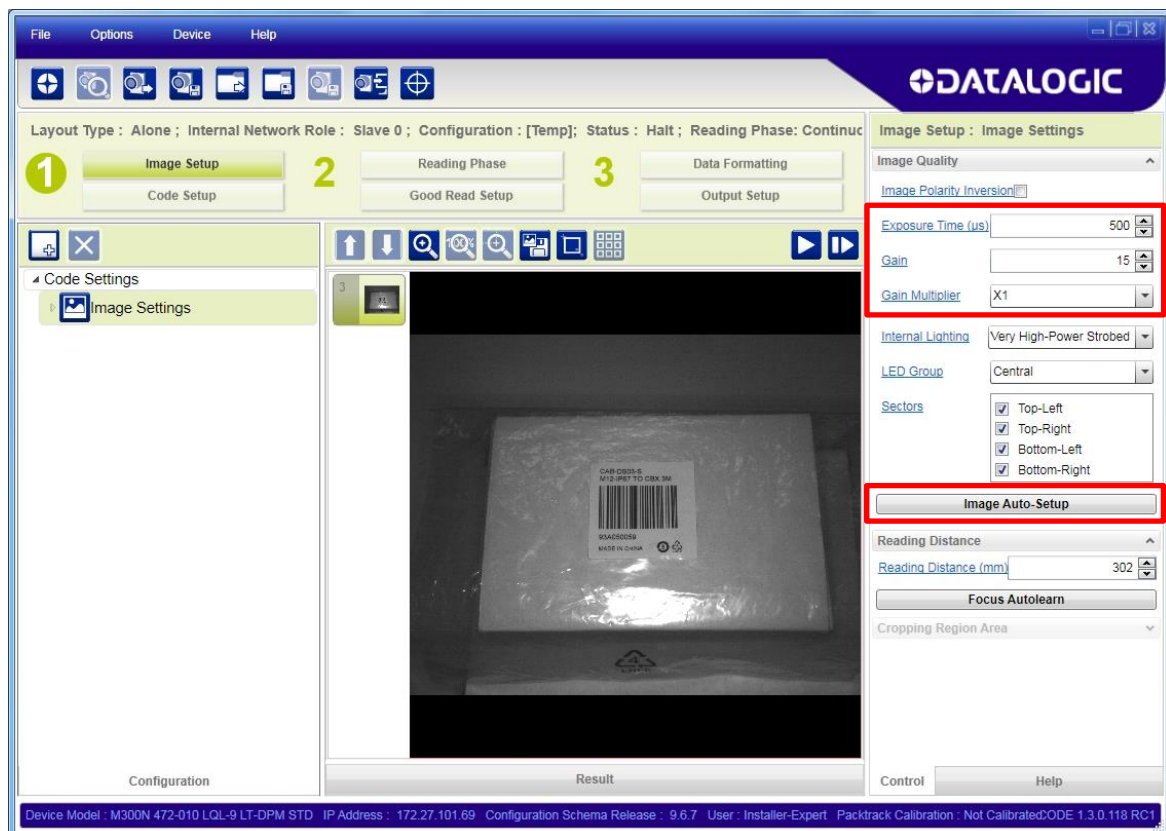 File Options Device Help
DATALOGIC
Layout Type : Alone ; Internal Network Role : Slave 0 ; Configuration : [Temp]; Status : Halt ; Reading Phase: Continuc
1 Image Setup 2 Reading Phase 3 Data Formatting
Code Setup Good Read Setup Output Setup
Image Setup : Image Settings
Image Quality
Image Polarity Inversion
Exposure Time (µs) 500
Gain 15
Gain Multiplier X1
Internal Lighting Very High-Power Strobed
LED Group Central
Sectors Top-Left
Top-Right
Bottom-Left
Bottom-Right
Image Auto-Setup
Reading Distance
Reading Distance (mm) 302
Focus Autolearn
Cropping Region Area
Code Settings
Image Settings
100%
3
CAB-DS05-S
M12-IP67 TO CBX 3M
93A050059
MADE IN CHINA
4
Configuration
Result
Control Help
Device Model : M300N 472-010 LQL-9 LT-DPM STD IP Address : 172.27.101.69 Configuration Schema Release : 9.6.7 User : Installer-Expert Packtrack Calibration : Not Calibrated CODE 1.3.0.118 RC1